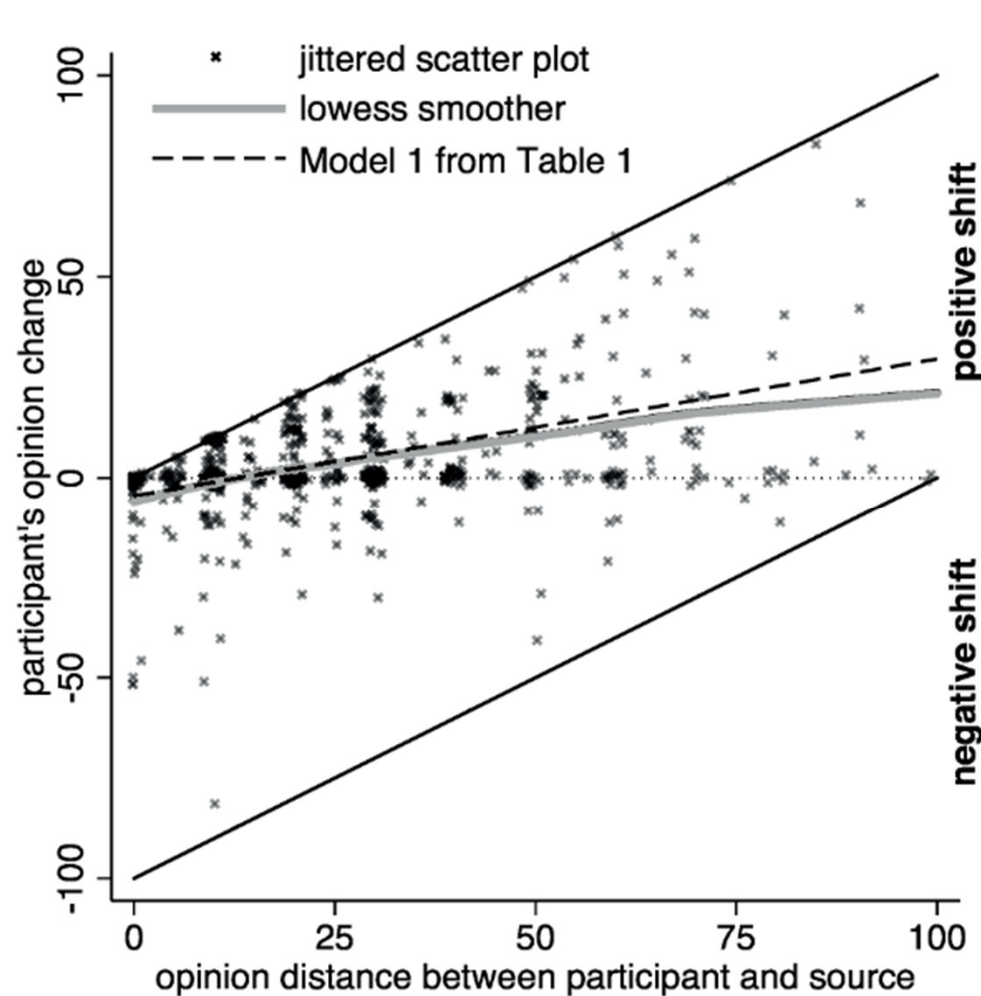 jittered scatter plot
lowess smoother
Model 1 from Table 1
100
50
0
-50
-100
participant's opinion change
positive shift
negative shift
0 25 50 75 100
opinion distance between participant and source